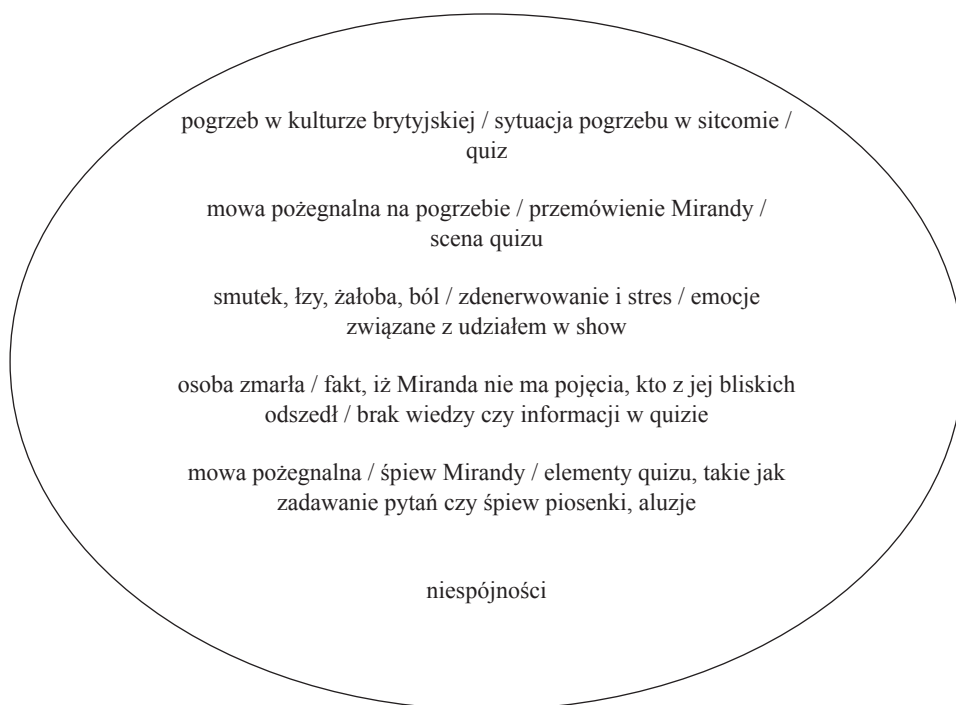 pogrzeb w kulturze brytyjskiej / sytuacja pogrzebu w sitcomie /
quiz
mowa pożegnalna na pogrzebie / przemówienie Mirandy /
scena quizu
smutek, łzy, żałoba, ból / zdenerwowanie i stres / emocje
związane z udziałem w show
osoba zmarła / fakt, iż Miranda nie ma pojęcia, kto z jej bliskich
odszedł / brak wiedzy czy informacji w quizie
mowa pożegnalna / śpiew Mirandy / elementy quizu, takie jak
zadawanie pytań czy śpiew piosenki, aluzje
niespójności